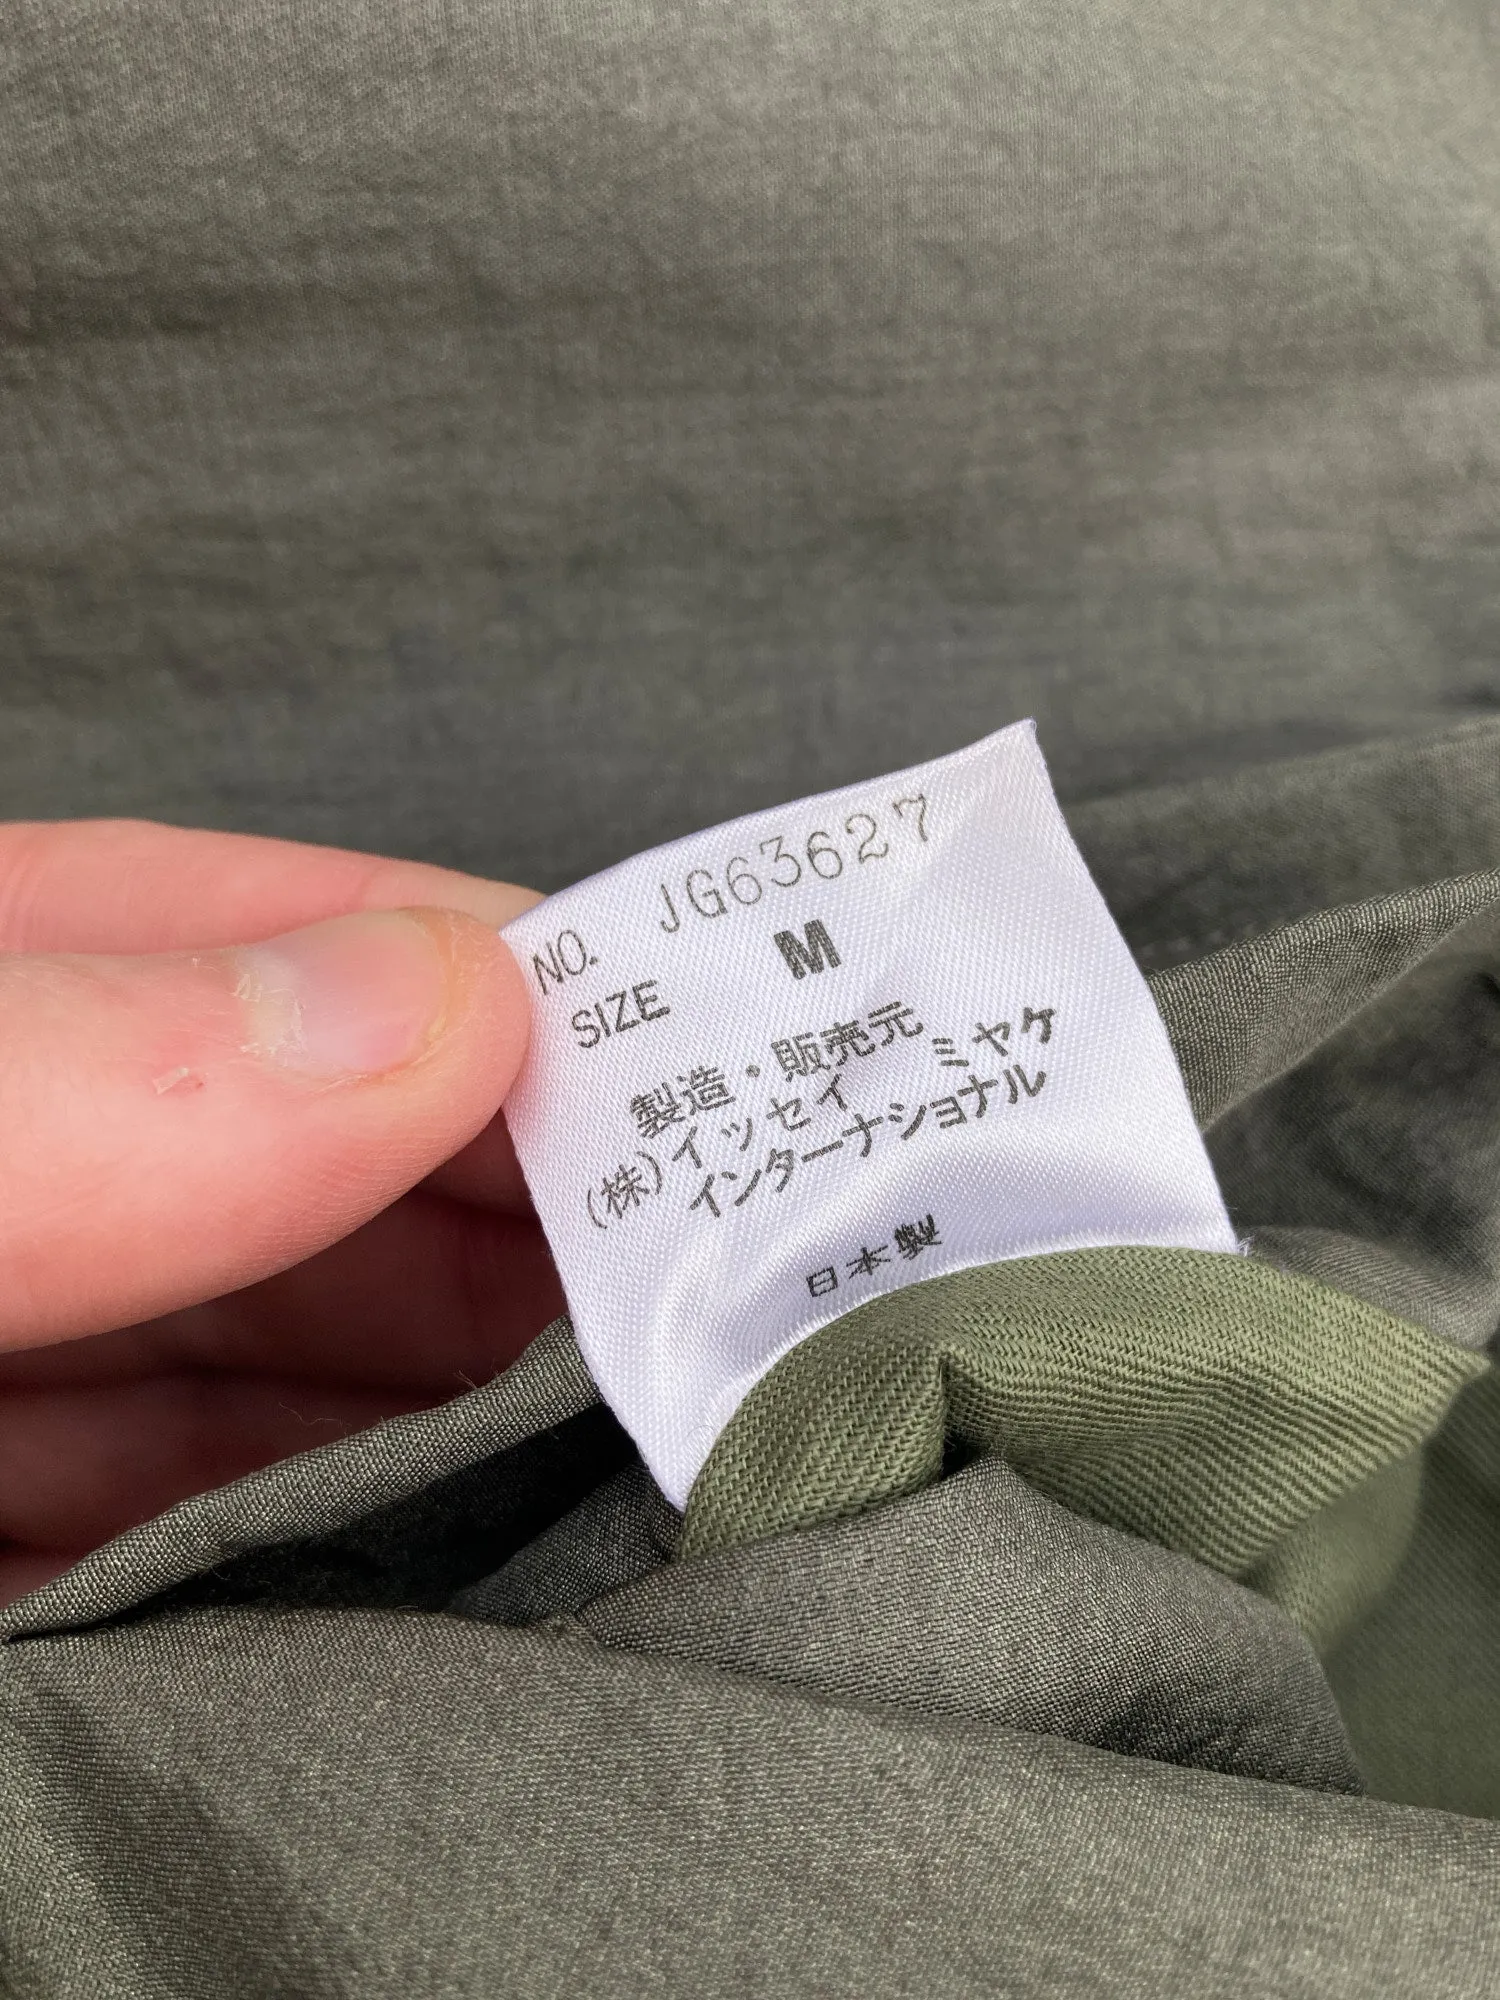 NO. JG63627
SIZE M
製造・販売元
(株)イッセイ ミヤケ
インターナショナル
日本製